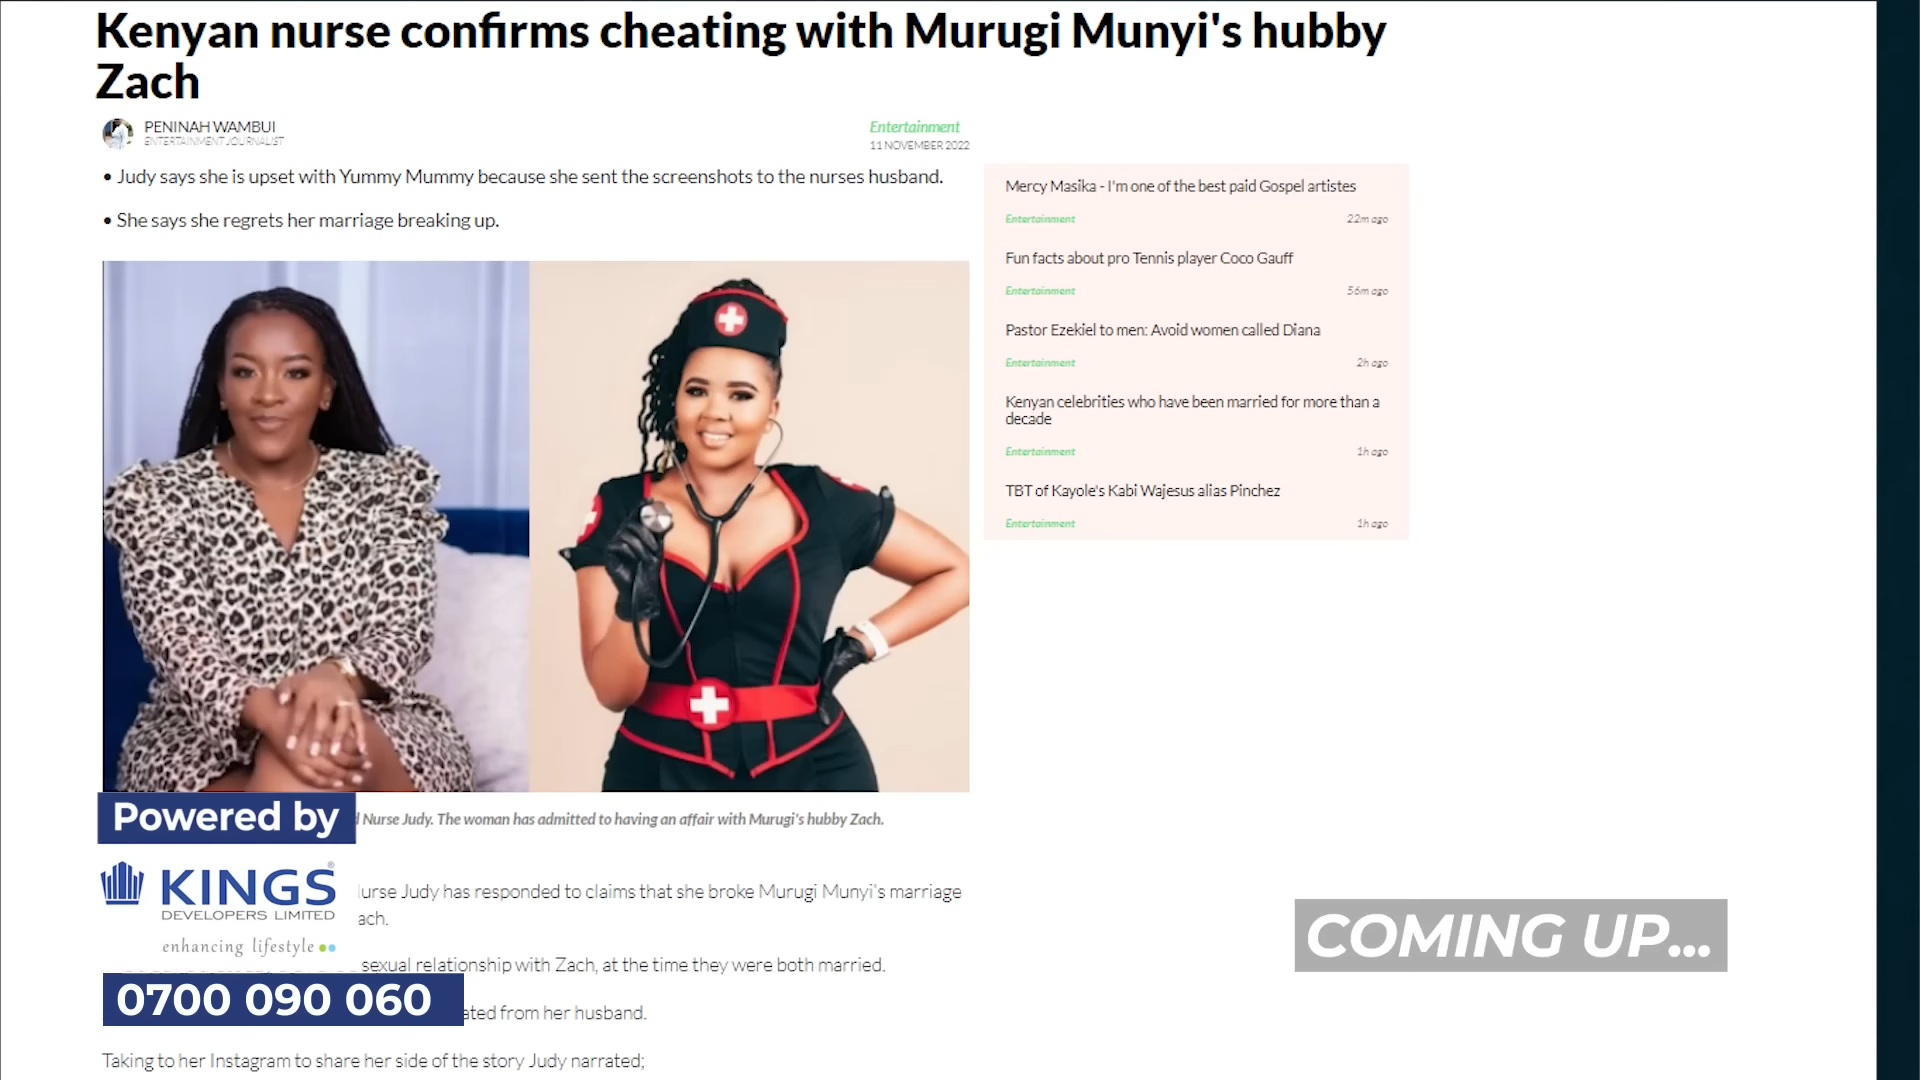 Kenyan nurse confirms cheating with Murugi Munyi's hubby
Zach
PENINAH WAMBUI
ENTERTAINMENT JOURNALIST
Entertainment
11 NOVEMBER 2022
• Judy says she is upset with Yummy Mummy because she sent the screenshots to the nurses husband.
• She says she regrets her marriage breaking up.
Mercy Masika - I'm one of the best paid Gospel artistes
Entertainment 22m ago
Fun facts about pro Tennis player Coco Gauff
Entertainment 56m ago
Pastor Ezekiel to men: Avoid women called Diana
Entertainment 2h ago
Kenyan celebrities who have been married for more than a
decade
Entertainment 1h ago
TBT of Kayole's Kabi Wajesus alias Pinchez
Entertainment 1h ago
Powered by
Nurse Judy. The woman has admitted to having an affair with Murugi's hubby Zach.
KINGS®
DEVELOPERS LIMITED
enhancing lifestyle
Judy has responded to claims that she broke Murugi Munyi's marriage
sexual relationship with Zach, at the time they were both married.
0700 090 060
from her husband.
Taking to her Instagram to share her side of the story Judy narrated;
COMING UP...